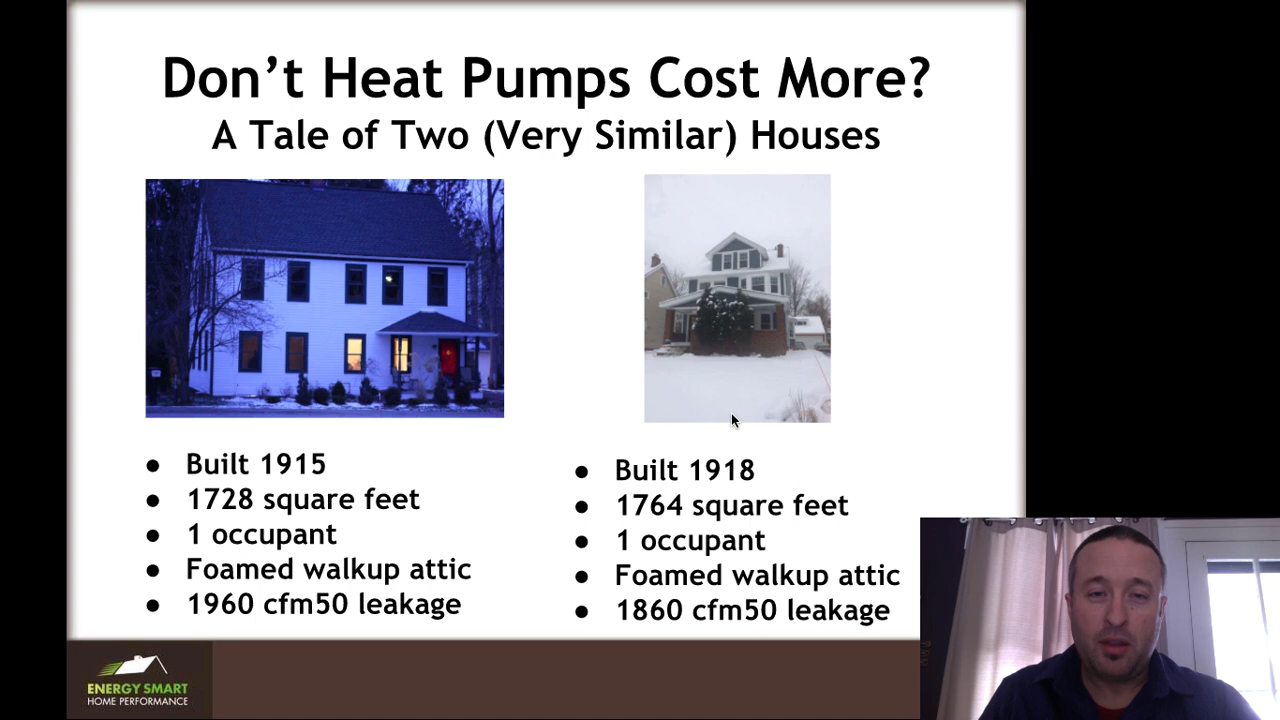 Don't Heat Pumps Cost More?
A Tale of Two (Very Similar) Houses
● Built 1915
● 1728 square feet
● 1 occupant
● Foamed walkup attic
● 1960 cfm50 leakage
● Built 1918
● 1764 square feet
● 1 occupant
● Foamed walkup attic
● 1860 cfm50 leakage
ENERGY SMART
HOME PERFORMANCE